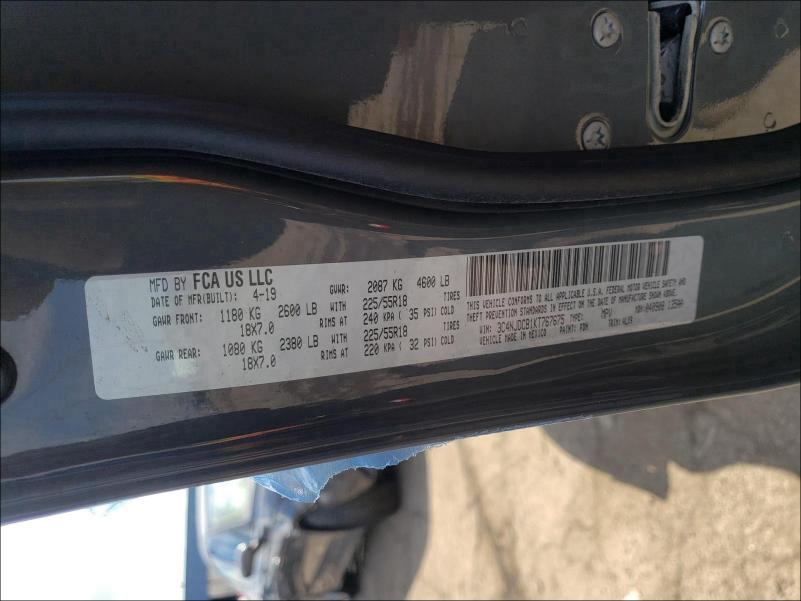 MFD BY FCA US LLC
DATE OF MFR(BUILT): 4-19 GVWR: 2087 KG 4600 LB
GAWR FRONT: 1180 KG 2600 LB WITH 225/55R18 TIRES
18X7.0 RIMS AT 240 KPA ( 35 PSI) COLD
GAWR REAR: 1080 KG 2380 LB WITH 225/55R18 TIRES
18X7.0 RIMS AT 220 KPA ( 32 PSI) COLD
THIS VEHICLE CONFORMS TO ALL APPLICABLE U.S.A. FEDERAL MOTOR VEHICLE SAFETY AND
THEFT PREVENTION STANDARDS IN EFFECT ON THE DATE OF MANUFACTURE SHOWN ABOVE.
VIN: 3C4NJDCB1KT767675 TYPE: MPV MDH:
VEHICLE MADE IN MEXICO PAINT: TRIM: